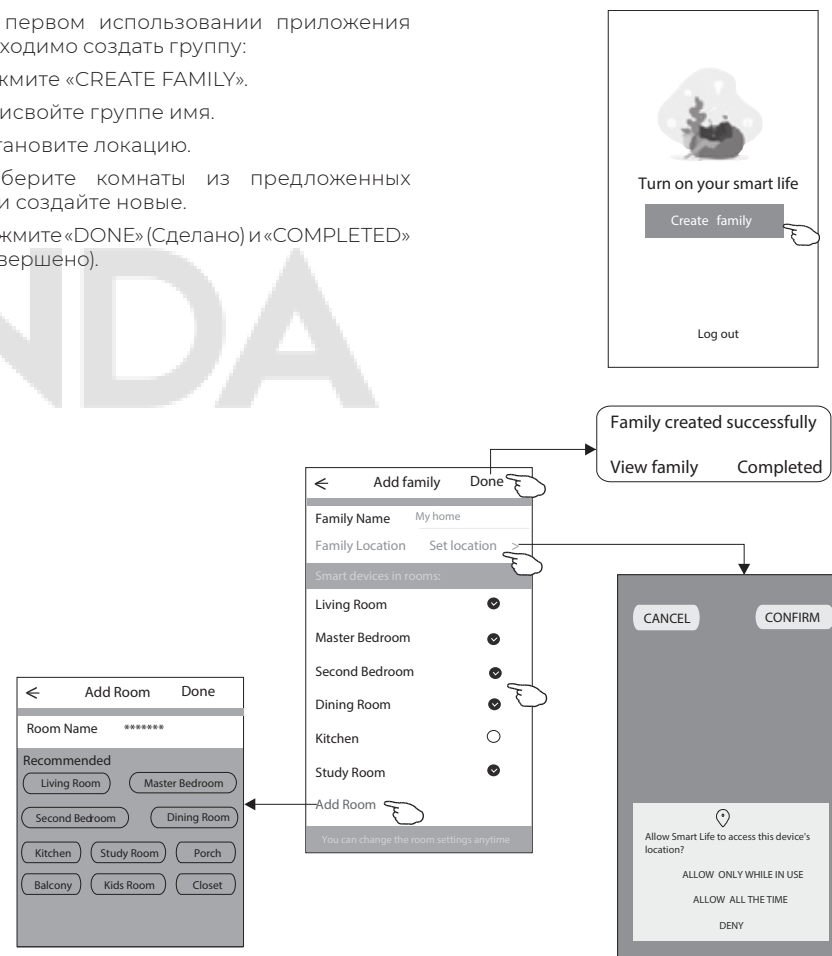 первом использовании приложения
ходимо создать группу:
жмите «CREATE FAMILY».
исвойте группе имя.
тановите локацию.
берите комнаты из предложенных
и создайте новые.
жмите «DONE» (Сделано) и «COMPLETED»
вершено).
NDA
Turn on your smart life
Create family
Log out
Family created successfully
View family Completed
Add family Done
Family Name My home
Family Location Set location >
Smart devices in rooms:
Living Room
Master Bedroom
Second Bedroom
Dining Room
Kitchen
Study Room
Add Room
You can change the room settings anytime
CANCEL CONFIRM
Allow Smart Life to access this device's
location?
ALLOW ONLY WHILE IN USE
ALLOW ALL THE TIME
DENY
Add Room Done
Room Name *******
Recommended
Living Room Master Bedroom
Second Bedroom Dining Room
Kitchen Study Room Porch
Balcony Kids Room Closet